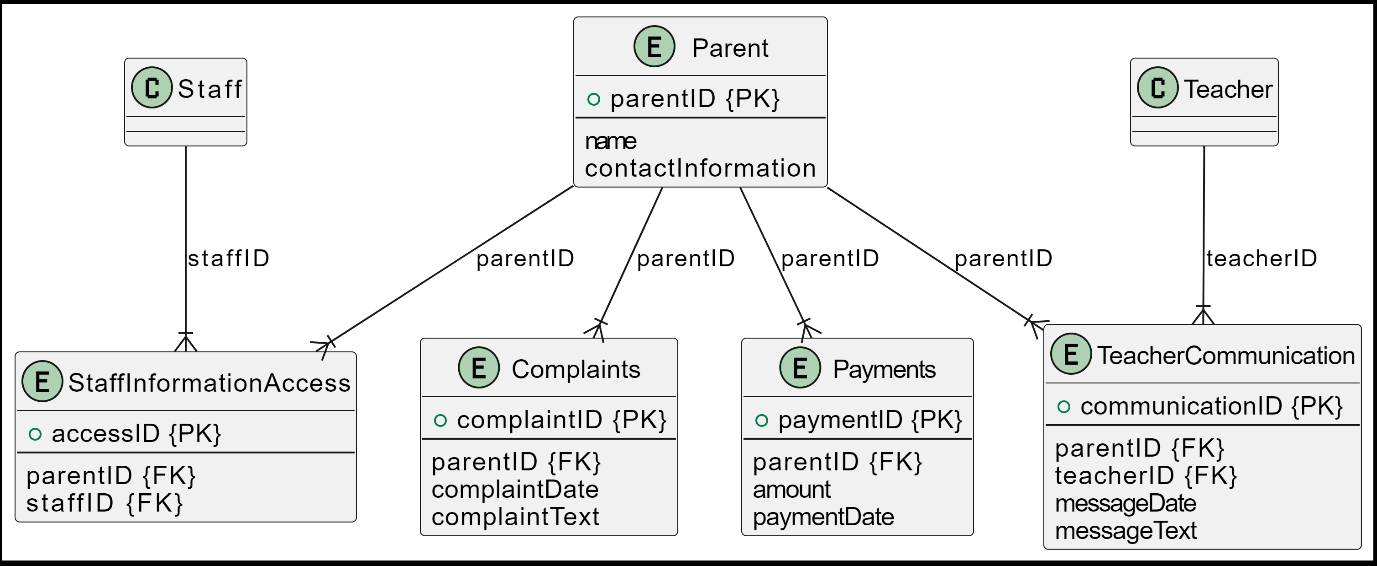 E Parent
parentID {PK}
name
contactInformation
C Staff
C Teacher
staffID
parentID
parentID
parentID
parentID
teacherID
E StaffInformationAccess
accessID {PK}
parentID {FK}
staffID {FK}
E Complaints
complaintID {PK}
parentID {FK}
complaintDate
complaintText
E Payments
paymentID {PK}
parentID {FK}
amount
paymentDate
E TeacherCommunication
communicationID {PK}
parentID {FK}
teacherID {FK}
messageDate
messageText